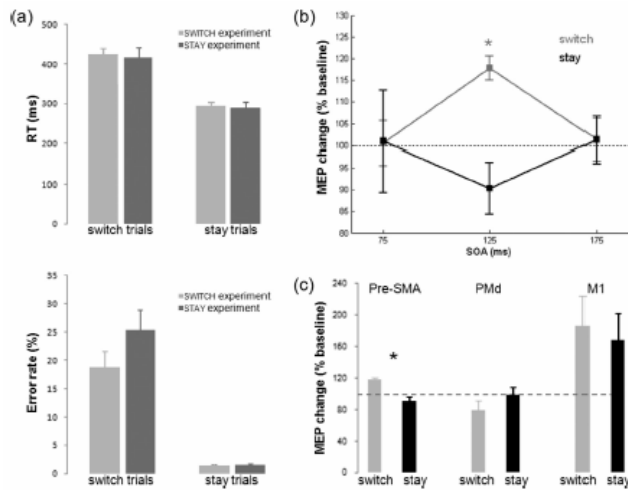 (a)
SWITCH experiment
STAY experiment
500
400
300
200
100
0
RT (ms)
switch trials stay trials
SWITCH experiment
STAY experiment
35
30
25
20
15
10
5
0
Error rate (%)
switch trials stay trials
(b)
switch
stay
*
120
115
110
105
100
95
90
85
80
MEP change (% baseline)
75 125 175
SOA (ms)
(c)
Pre-SMA PMd M1
*
240
200
160
120
80
40
0
MEP change (% baseline)
switch stay switch stay switch stay